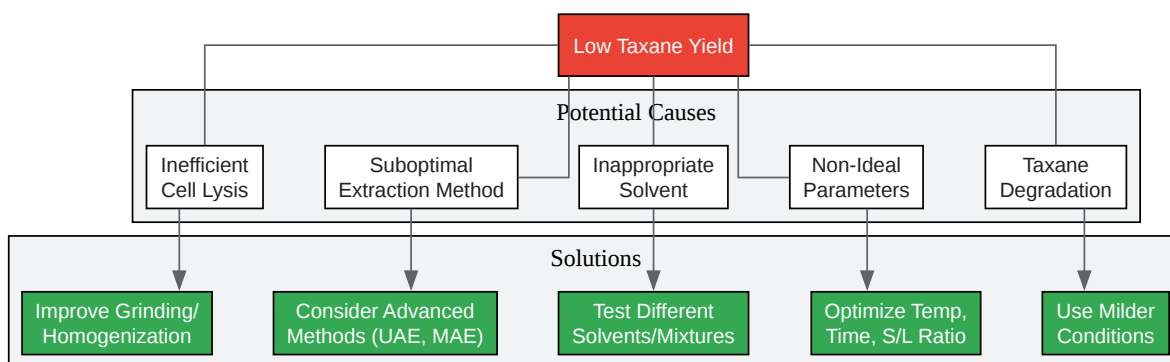 Low Taxane Yield
Potential Causes
Inefficient
Cell Lysis
Suboptimal
Extraction Method
Inappropriate
Solvent
Non-Ideal
Parameters
Taxane
Degradation
Solutions
Improve Grinding/
Homogenization
Consider Advanced
Methods (UAE, MAE)
Test Different
Solvents/Mixtures
Optimize Temp,
Time, S/L Ratio
Use Milder
Conditions